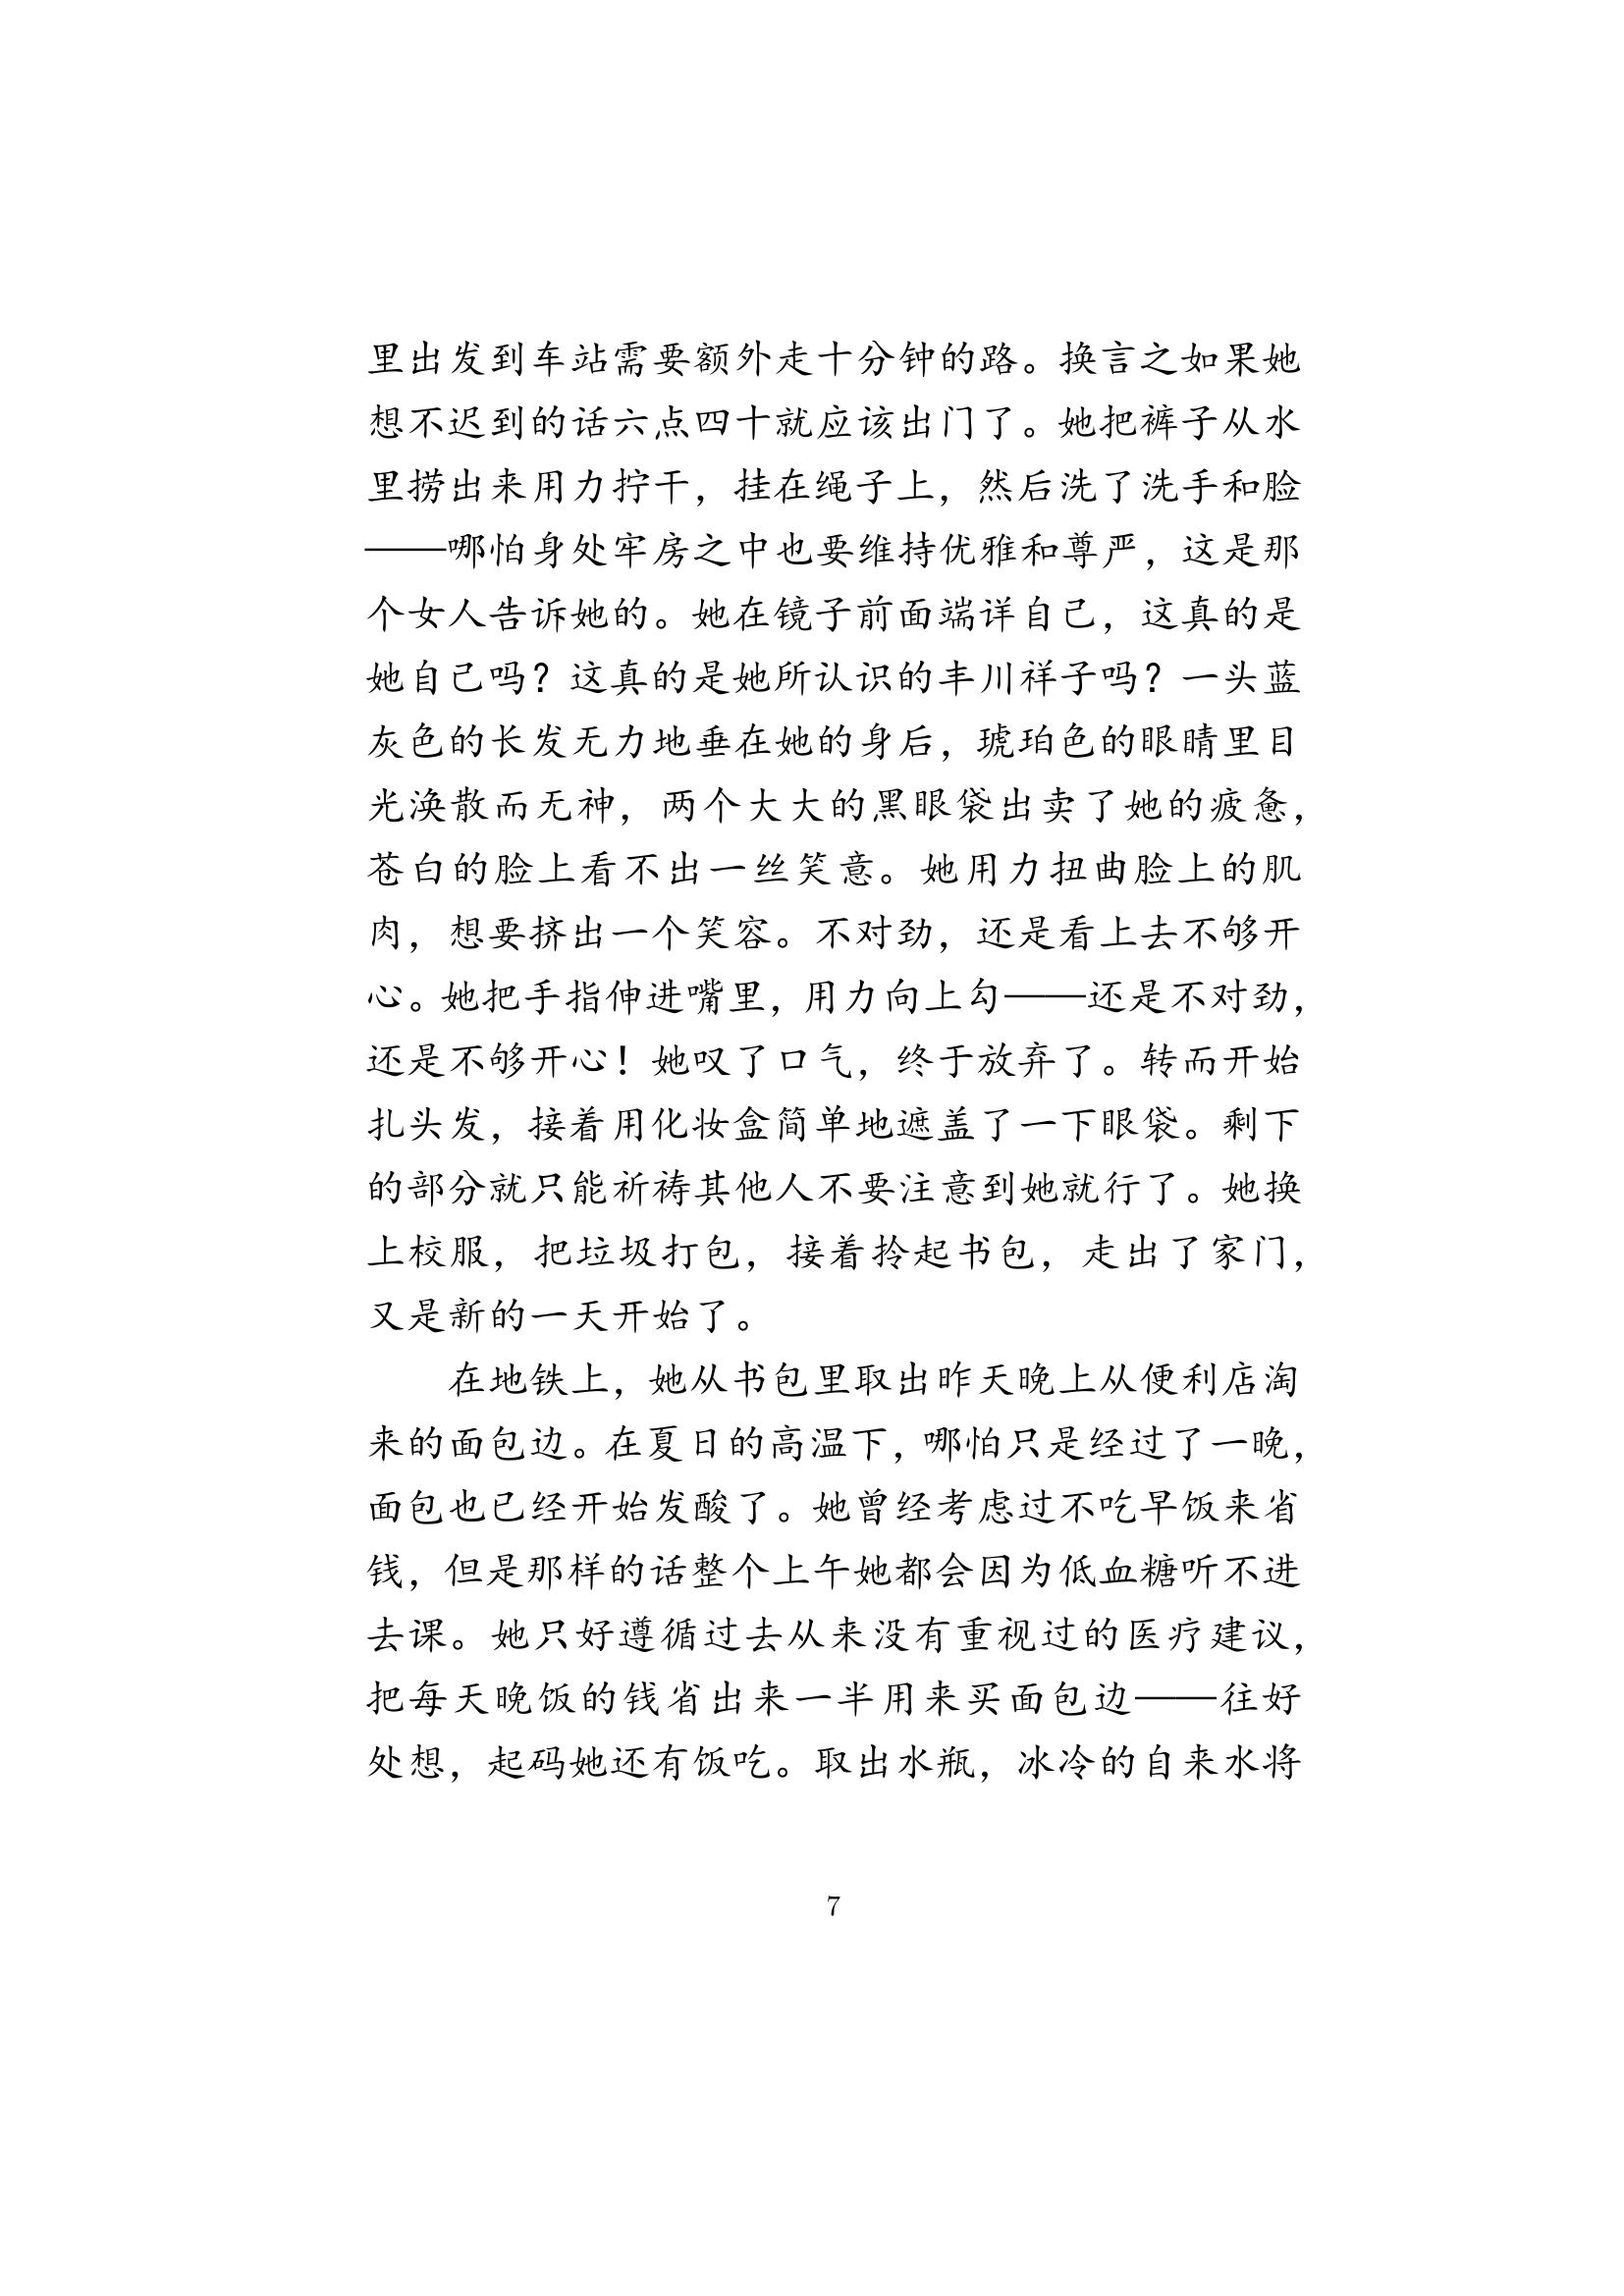 里出发到车站需要额外走十分钟的路。换言之如果她
想不迟到的话六点四十就应该出门了。她把裤子从水
里捞出来用力拧干，挂在绳子上，然后洗了洗手和脸
——哪怕身处牢房之中也要维持优雅和尊严，这是那
个女人告诉她的。她在镜子前面端详自己，这真的是
她自己吗？这真的是她所认识的丰川祥子吗？一头蓝
灰色的长发无力地垂在她的身后，琥珀色的眼睛里目
光涣散而无神，两个大大的黑眼袋出卖了她的疲惫，
苍白的脸上看不出一丝笑意。她用力扭曲脸上的肌
肉，想要挤出一个笑容。不对劲，还是看上去不够开
心。她把手指伸进嘴里，用力向上勾——还是不对劲，
还是不够开心！她叹了口气，终于放弃了。转而开始
扎头发，接着用化妆盒简单地遮盖了一下眼袋。剩下
的部分就只能祈祷其他人不要注意到她就行了。她换
上校服，把垃圾打包，接着拎起书包，走出了家门，
又是新的一天开始了。
在地铁上，她从书包里取出昨天晚上从便利店淘
来的面包边。在夏日的高温下，哪怕只是经过了一晚，
面包也已经开始发酸了。她曾经考虑过不吃早饭来省
钱，但是那样的话整个上午她都会因为低血糖听不进
去课。她只好遵循过去从来没有重视过的医疗建议，
把每天晚饭的钱省出来一半用来买面包边——往好
处想，起码她还有饭吃。取出水瓶，冰冷的自来水将
7